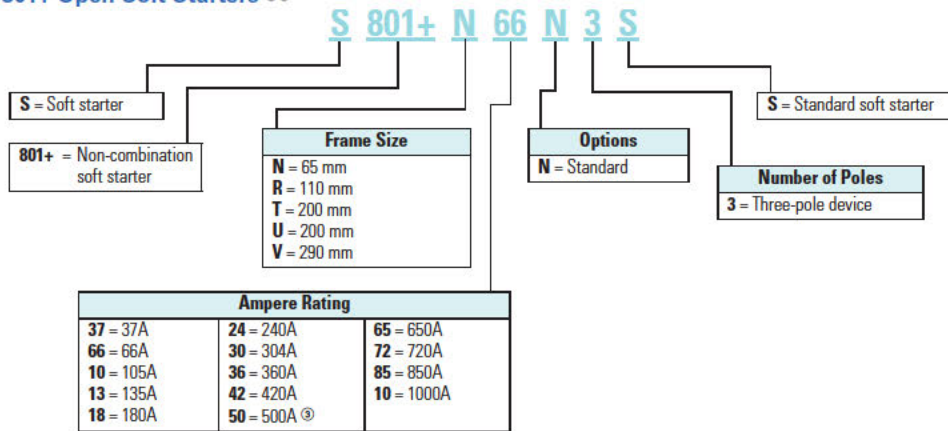 S 801+ N 66 N 3 S
S = Soft starter
S = Standard soft starter
801+ = Non-combination
soft starter
Frame Size
N = 65 mm
R = 110 mm
T = 200 mm
U = 200 mm
V = 290 mm
Options
N = Standard
Number of Poles
3 = Three-pole device
Ampere Rating
37 = 37A
66 = 66A
10 = 105A
13 = 135A
18 = 180A
24 = 240A
30 = 304A
36 = 360A
42 = 420A
50 = 500A ③
65 = 650A
72 = 720A
85 = 850A
10 = 1000A